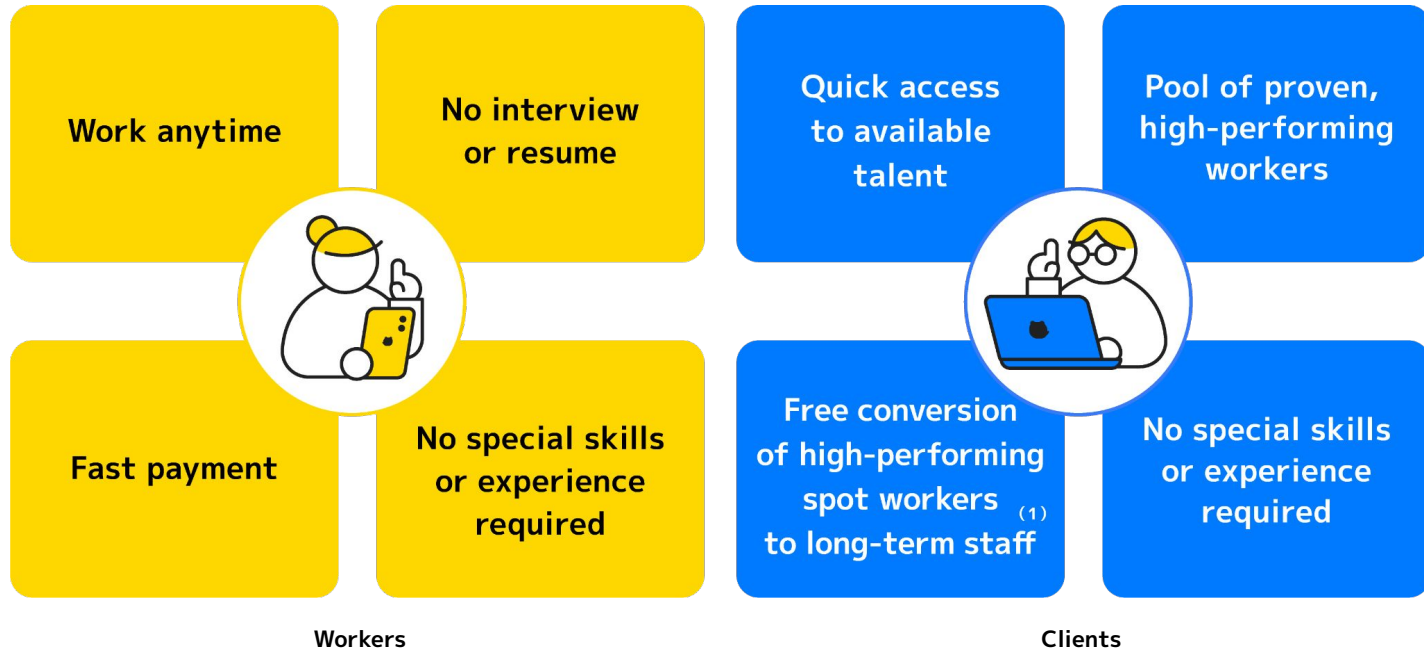 Work anytime
No interview
or resume
Fast payment
No special skills
or experience
required
Workers
Quick access
to available
talent
Pool of proven,
high-performing
workers
Free conversion
of high-performing
spot workers
(1)
to long-term staff
No special skills
or experience
required
Clients